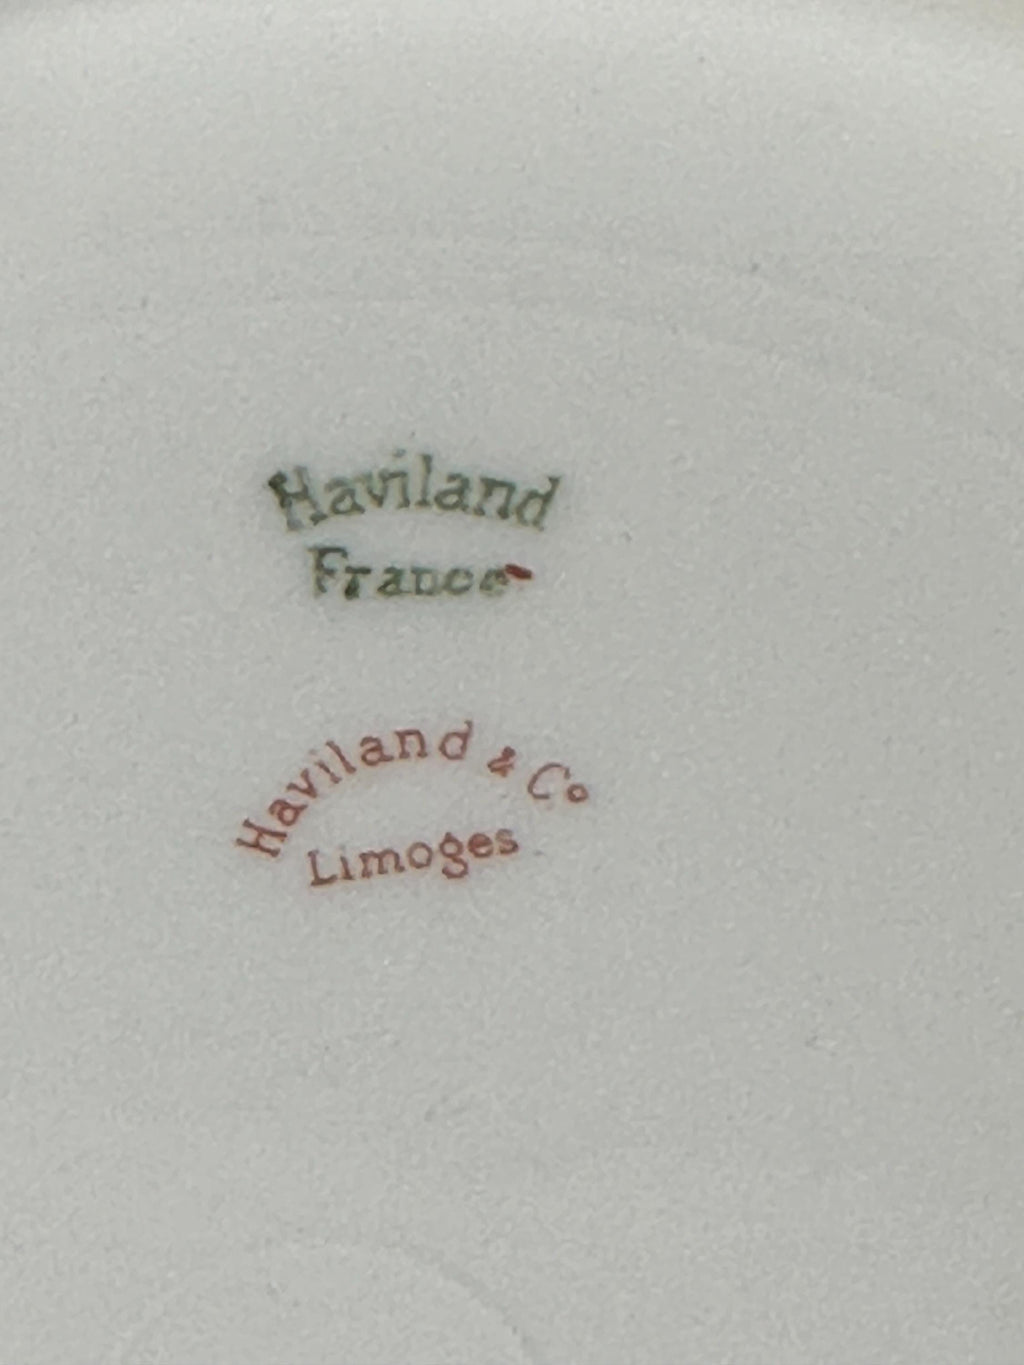 Haviland
France
Haviland & Co
Limoges